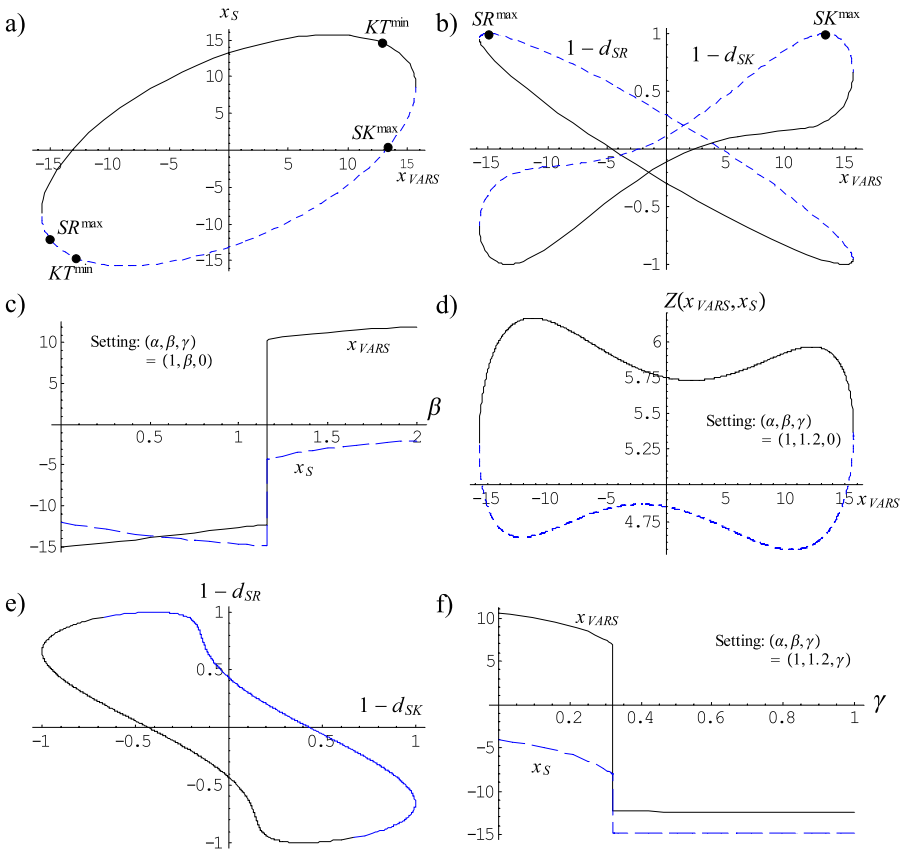 a)
x_S
KT^min
15
10
5
-15 -10 -5 5 10 15
SK^max
x_VARS
-5
-10
SR^max
-15
KT^min
b)
SR^max
SK^max
1
1 − d_SR
1 − d_SK
0.5
-15 -10 -5 5 10 15
x_VARS
-0.5
-1
c)
10
Setting: (α,β,γ)
= (1,β,0)
x_VARS
5
β
0.5 1 1.5 2
-5
x_S
-10
-15
d)
Z(x_VARS,x_S)
6
5.75
5.5
Setting: (α,β,γ)
= (1,1.2,0)
5.25
-15 -10 -5 5 10 15 x_VARS
4.75
e)
1 − d_SR
1
0.5
1 − d_SK
-1 -0.5 0.5 1
-0.5
-1
f)
10
x_VARS
Setting: (α,β,γ)
= (1,1.2,γ)
5
γ
0.2 0.4 0.6 0.8 1
-5
x_S
-10
-15